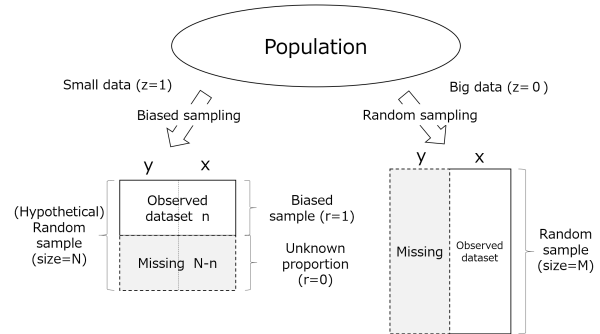 Population
Small data (z=1)
Big data (z=0)
Biased sampling
Random sampling
y x
y x
(Hypothetical)
Random
sample
(size=N)
Observed
dataset n
Missing N-n
Biased
sample (r=1)
Unknown
proportion
(r=0)
Missing
Observed
dataset
Random
sample
(size=M)